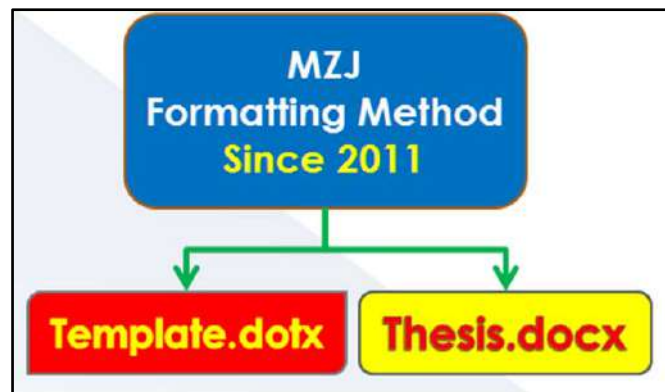 MZJ
Formatting Method
Since 2011
Template.dotx
Thesis.docx